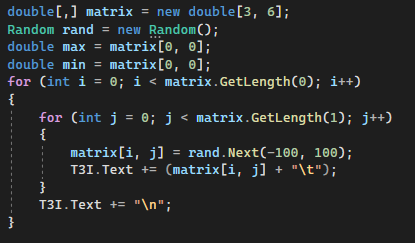 double[,] matrix = new double[3, 6];
Random rand = new Random();
double max = matrix[0, 0];
double min = matrix[0, 0];
for (int i = 0; i < matrix.GetLength(0); i++)
{
    for (int j = 0; j < matrix.GetLength(1); j++)
    {
        matrix[i, j] = rand.Next(-100, 100);
        T3I.Text += (matrix[i, j] + "\t");
    }
    T3I.Text += "\n";
}